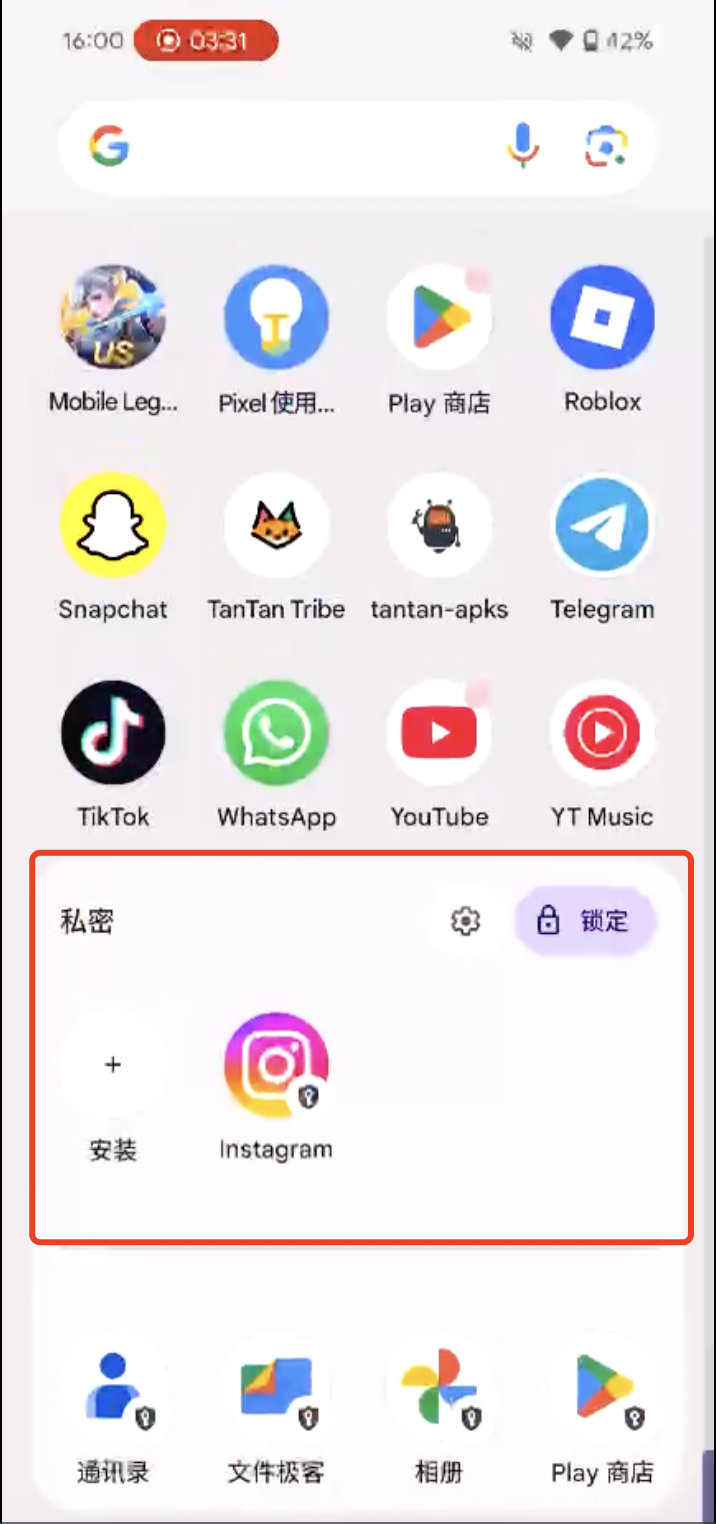 16:00 03:31 42%
Mobile Leg... Pixel 使用... Play 商店 Roblox
Snapchat TanTan Tribe tantan-apks Telegram
TikTok WhatsApp YouTube YT Music
私密 锁定
+
安装 Instagram
通讯录 文件极客 相册 Play 商店